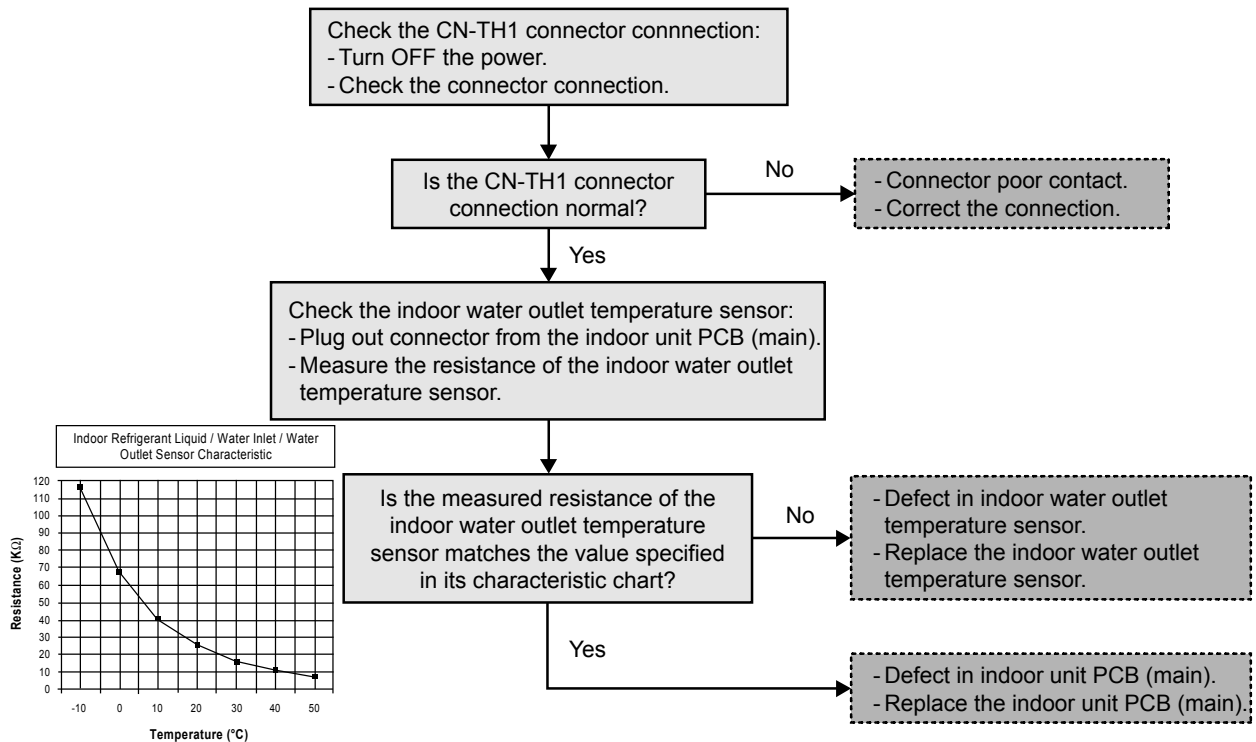 Check the CN-TH1 connector connnection:
- Turn OFF the power.
- Check the connector connection.
Is the CN-TH1 connector
connection normal?
No
- Connector poor contact.
- Correct the connection.
Yes
Check the indoor water outlet temperature sensor:
- Plug out connector from the indoor unit PCB (main).
- Measure the resistance of the indoor water outlet
temperature sensor.
Indoor Refrigerant Liquid / Water Inlet / Water
Outlet Sensor Characteristic
Resistance (KΩ)
120
110
100
90
80
70
60
50
40
30
20
10
0
-10 0 10 20 30 40 50
Temperature (°C)
Is the measured resistance of the
indoor water outlet temperature
sensor matches the value specified
in its characteristic chart?
No
- Defect in indoor water outlet
temperature sensor.
- Replace the indoor water outlet
temperature sensor.
Yes
- Defect in indoor unit PCB (main).
- Replace the indoor unit PCB (main).